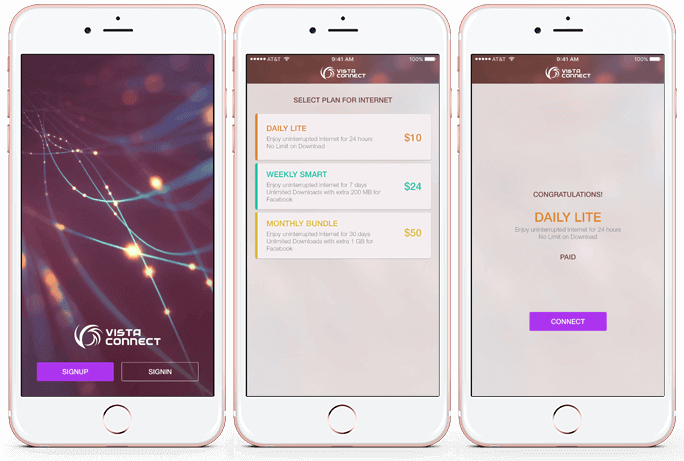 VISTA
CONNECT
SIGNUP
SIGNIN
AT&T
9:41 AM
100%
VISTA
CONNECT
SELECT PLAN FOR INTERNET
DAILY LITE
Enjoy uninterrupted Internet for 24 hours
No Limit on Download
$10
WEEKLY SMART
Enjoy uninterrupted Internet for 7 days
Unlimited Downloads with extra 200 MB for
Facebook
$24
MONTHLY BUNDLE
Enjoy uninterrupted Internet for 30 days
Unlimited Downloads with extra 1 GB for
Facebook
$50
AT&T
9:41 AM
100%
VISTA
CONNECT
CONGRATULATIONS!
DAILY LITE
Enjoy uninterrupted Internet for 24 hours
No Limit on Download
PAID
CONNECT